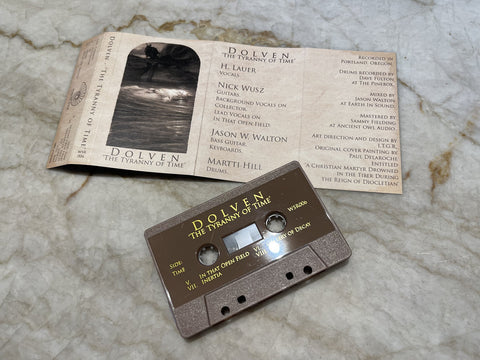 Dolven - "The Tyranny of Time"
Dolven
"The Tyranny of Time"
Dolven
"The Tyranny of Time"
H. Lauer
Vocals.
Nick Wusz
Guitars.
Background Vocals on
Collector.
Lead Vocals on
In That Open Field
Jason W. Walton
Bass Guitar.
Keyboards.
Martti Hill
Drums.
Recorded in
Portland, Oregon
Drums recorded by
Dave Fulton
at The Pinebox.
Mixed by
Jason Walton
at Earth In Sound.
Mastered by
Sammy Fielding
at Ancient Owl Audio.
Art direction and design by
I.T.G.R.
Original cover painting by
Paul Delaroche
Entitled
"A Christian Martyr Drowned
in the Tiber During
the Reign of Diocletian
Dolven
"The Tyranny of Time"
Side:
Time
WSR006
V
In That Open Field
VII.
Inertia
VIII
of Decay